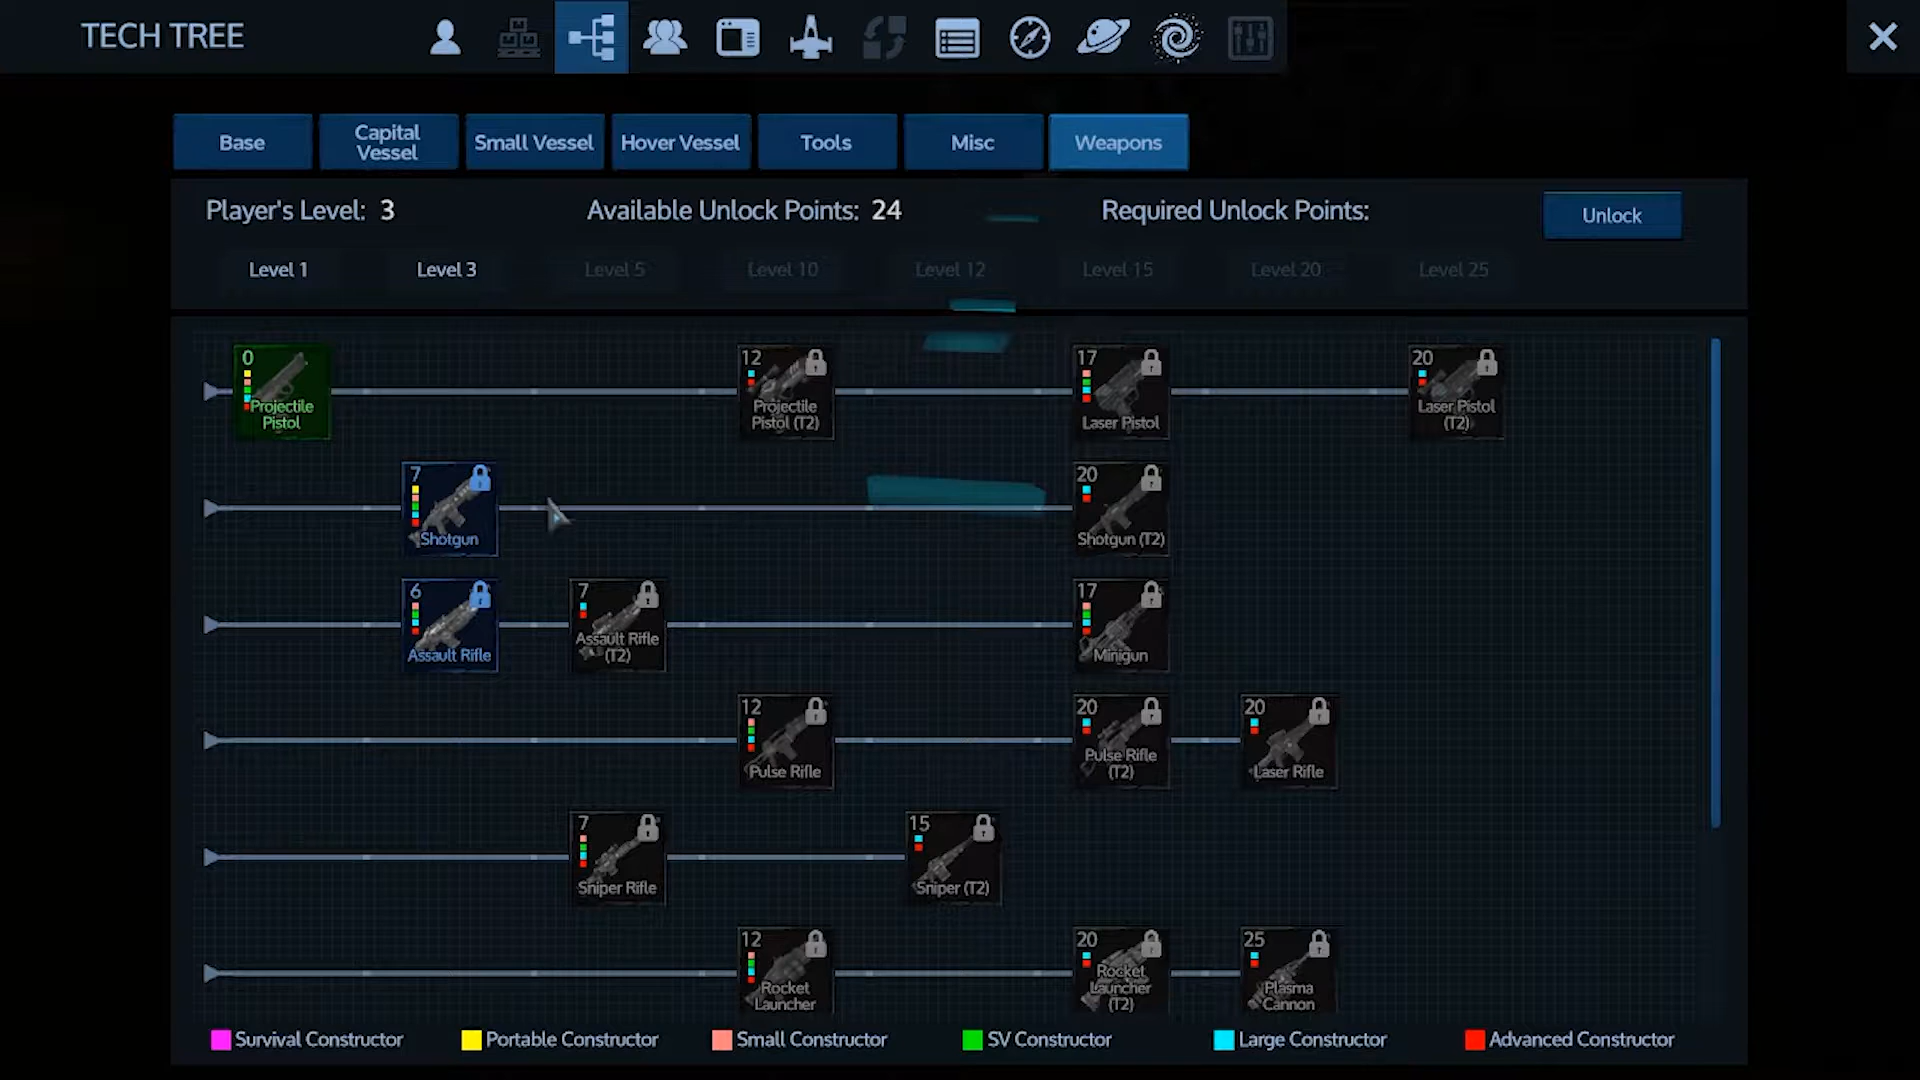 TECH TREE
Base
Capital
Vessel
Small Vessel
Hover Vessel
Tools
Misc
Weapons
Player's Level: 3
Available Unlock Points: 24
Required Unlock Points:
Unlock
Level 1
Level 3
Level 5
Level 10
Level 12
Level 15
Level 20
Level 25
0
Projectile
Pistol
12
Projectile
Pistol (T2)
17
Laser Pistol
20
Laser Pistol
(T2)
7
Shotgun
20
Shotgun (T2)
6
Assault Rifle
7
Assault Rifle
(T2)
17
Minigun
12
Pulse Rifle
20
Pulse Rifle
(T2)
20
Laser Rifle
7
Sniper Rifle
15
Sniper (T2)
12
Rocket
Launcher
20
Rocket
Launcher
(T2)
25
Plasma
Cannon
Survival Constructor
Portable Constructor
Small Constructor
SV Constructor
Large Constructor
Advanced Constructor